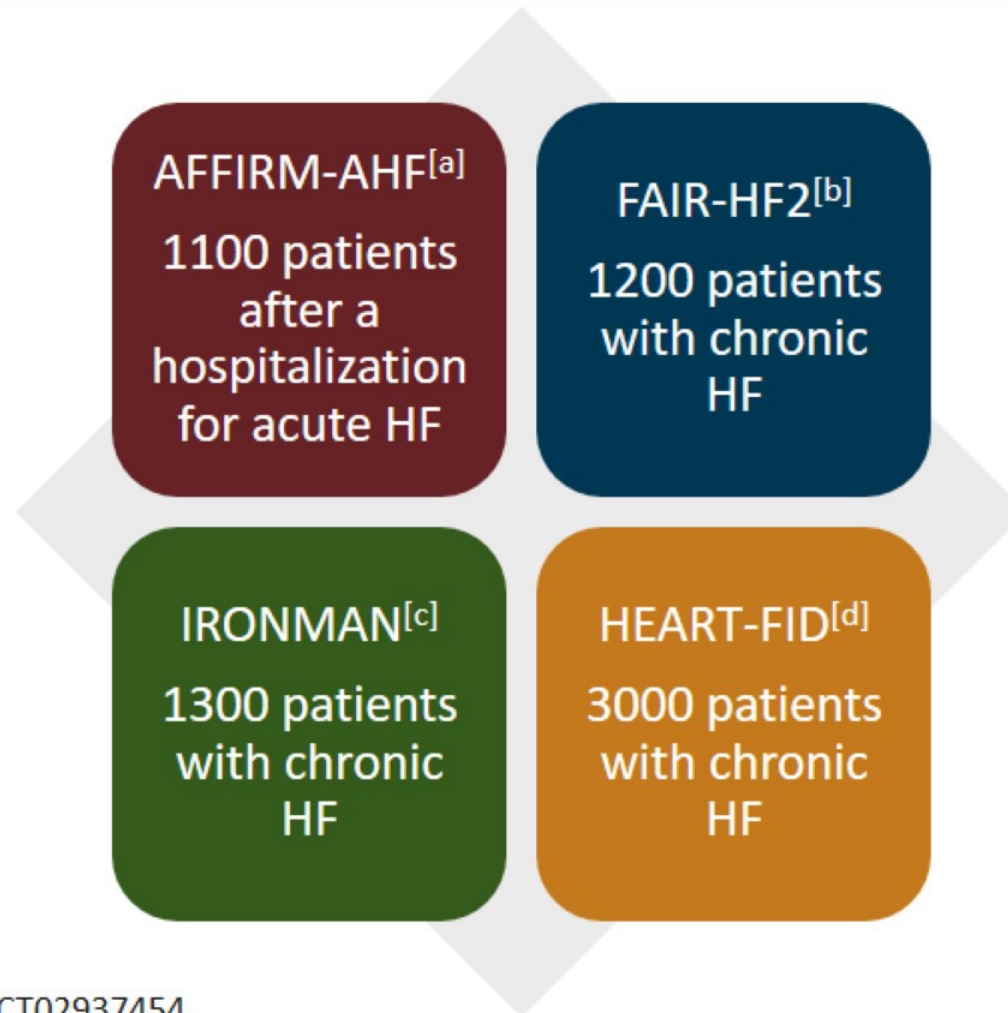 AFFIRM-AHF[a]
1100 patients
after a
hospitalization
for acute HF
FAIR-HF2[b]
1200 patients
with chronic
HF
IRONMAN[c]
1300 patients
with chronic
HF
HEART-FID[d]
3000 patients
with chronic
HF
CT02937454